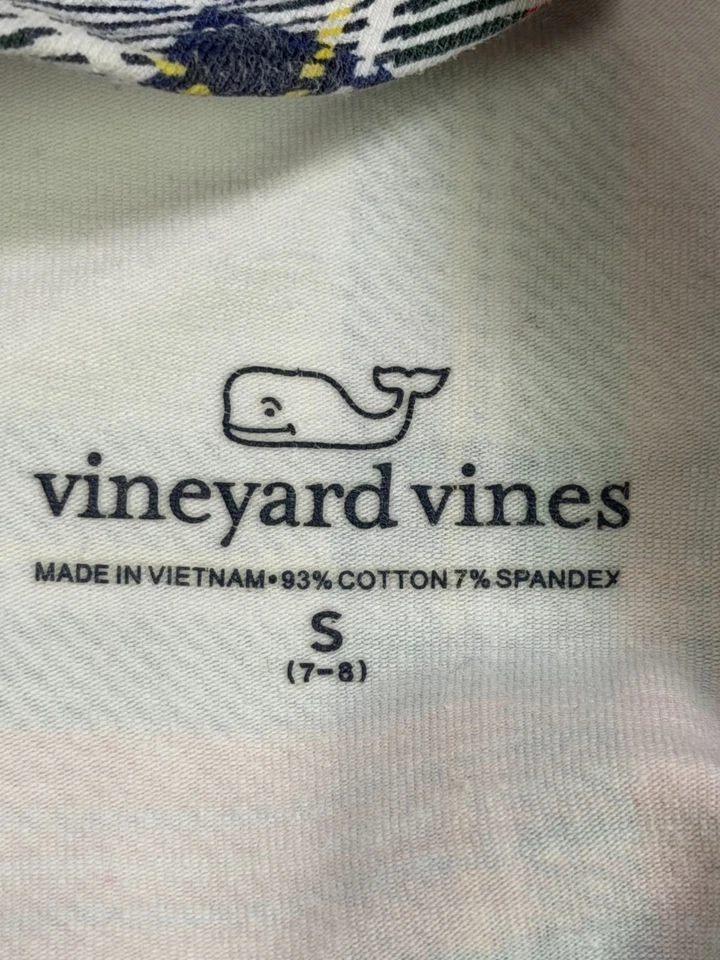 vineyard vines
MADE IN VIETNAM•93% COTTON 7% SPANDEX
S
(7-8)